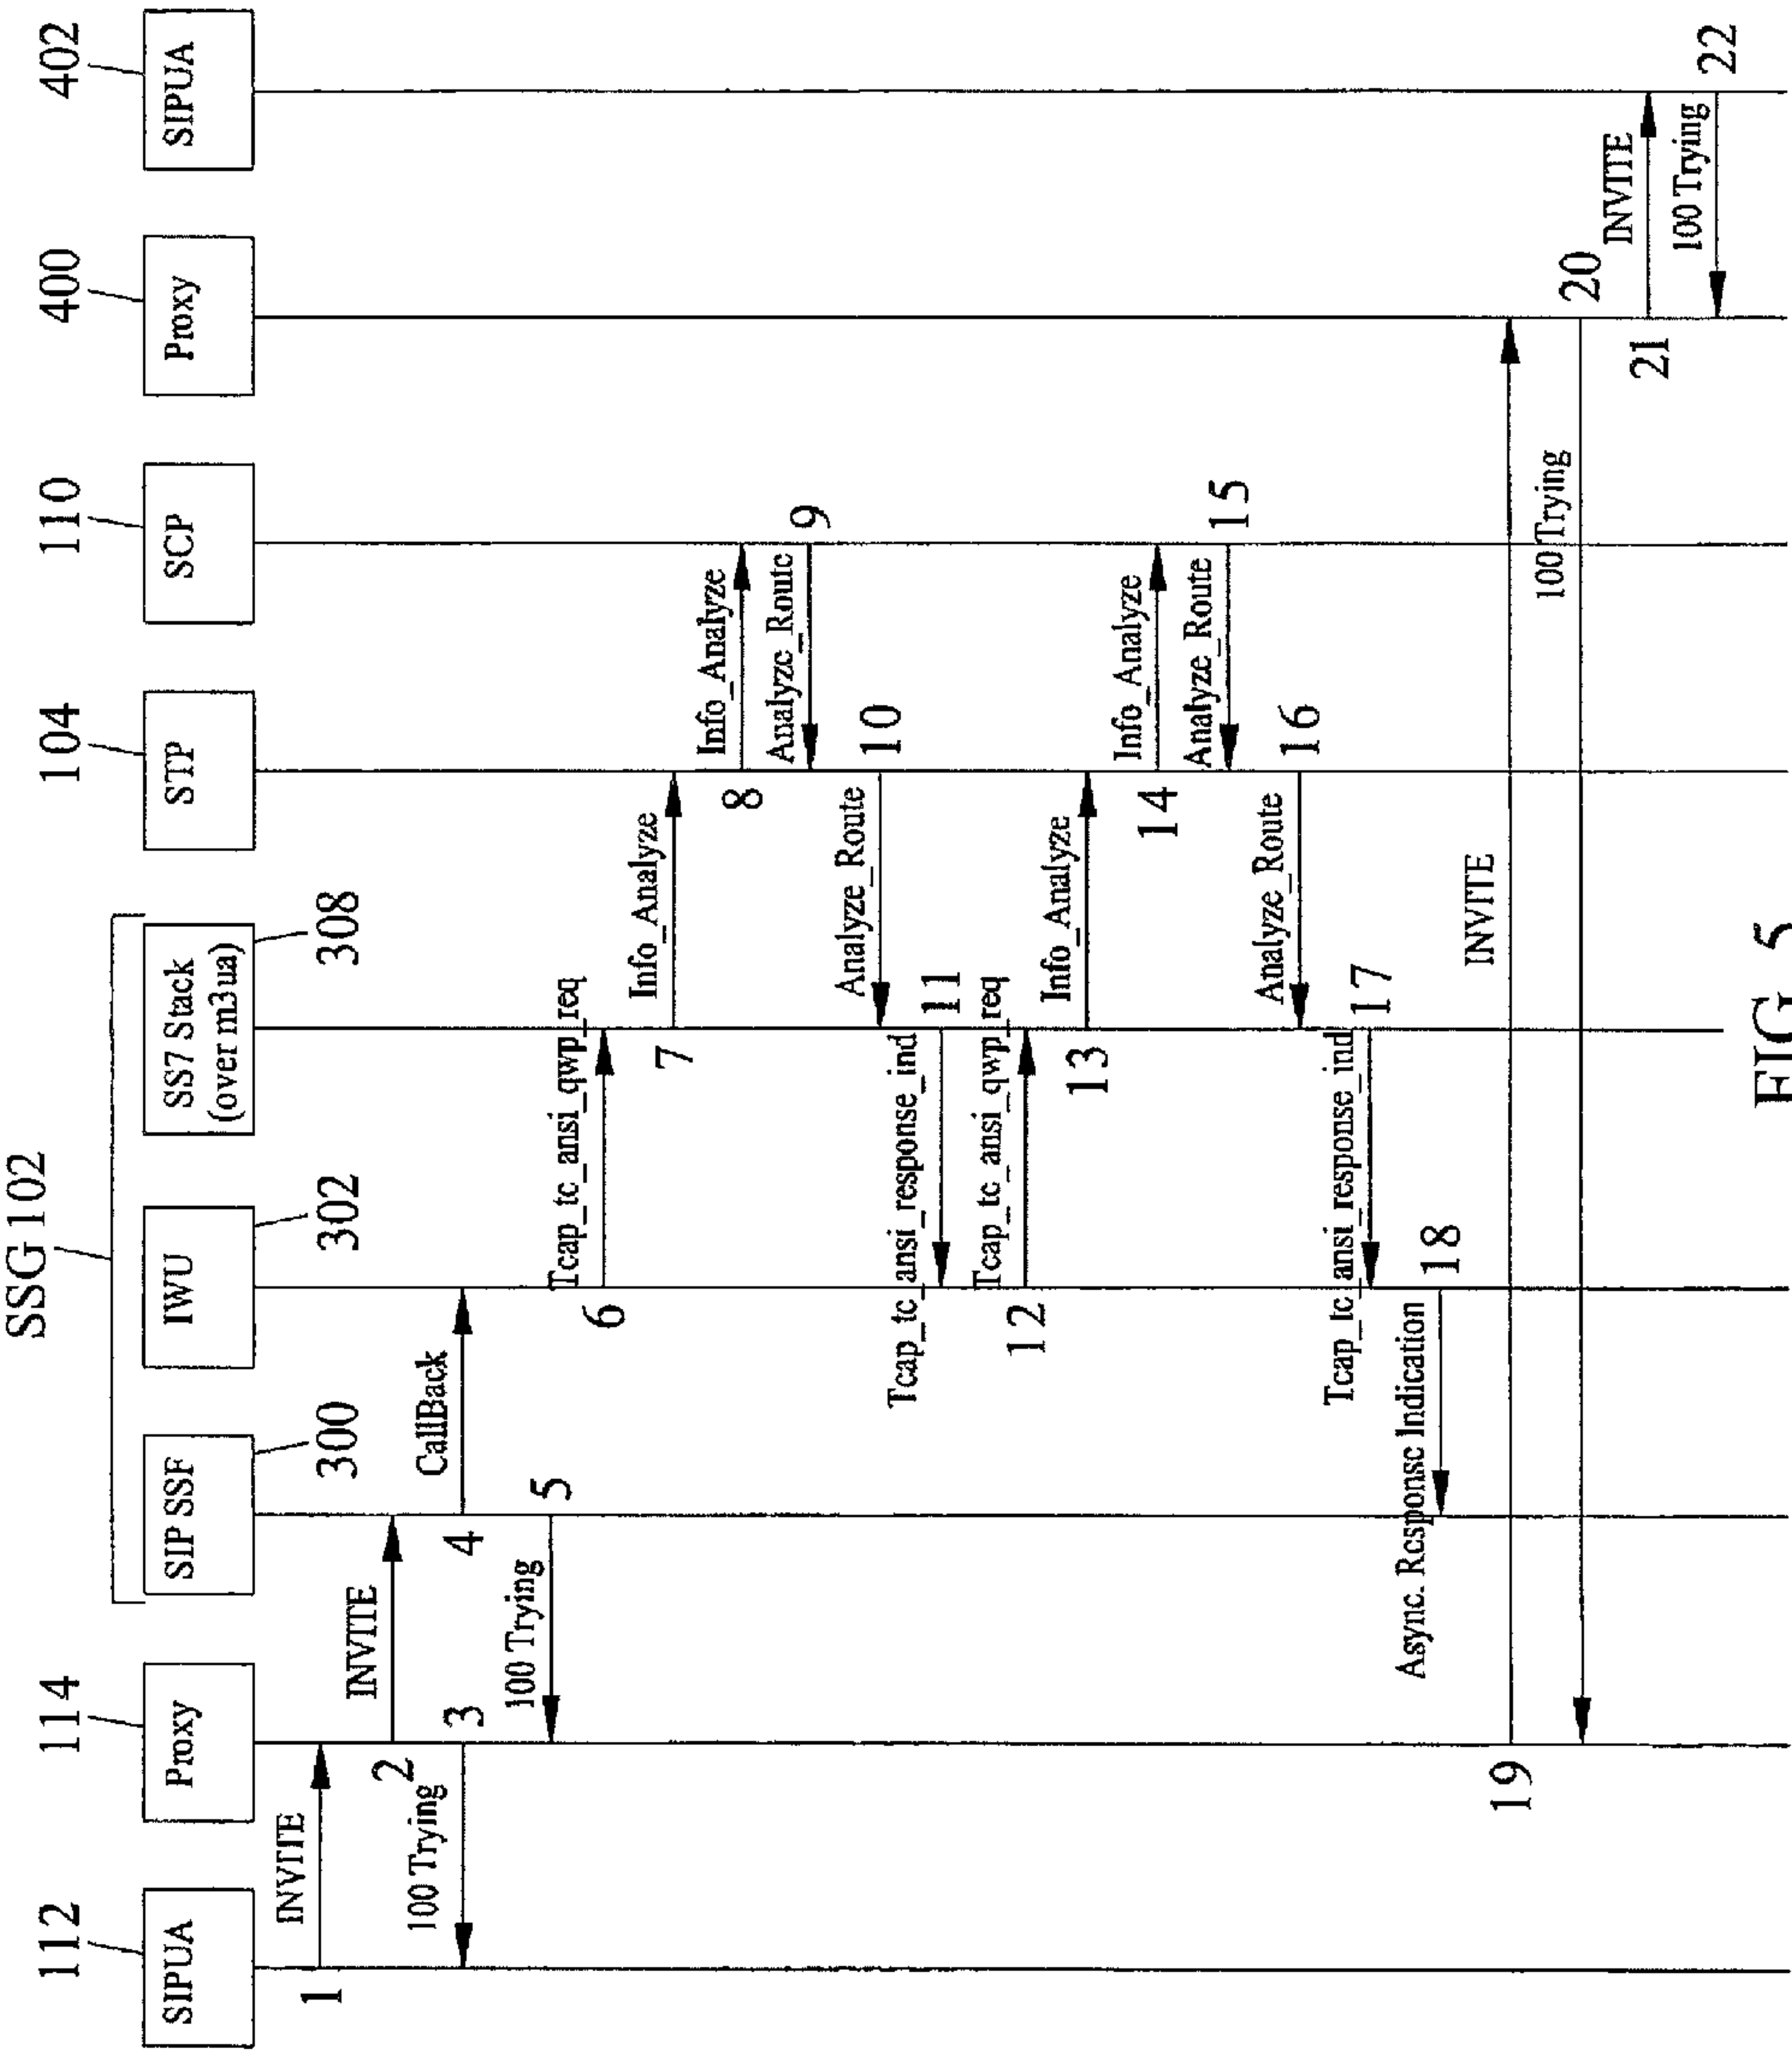 SSG 102
112
114
300
302
308
104
110
400
402
SIPUA
Proxy
SIP SSF
IWU
SS7 Stack
(over m3ua)
STP
SCP
Proxy
SIPUA
1
INVITE
2
INVITE
3
100 Trying
4
CallBack
5
100 Trying
6
Tcap_tc_ansi_qwp_req
7
Info_Analyze
8
Info_Analyze
9
Analyze_Route
10
Analyze_Route
11
Tcap_tc_ansi_response_ind
12
Tcap_tc_ansi_qwp_req
13
Info_Analyze
14
Info_Analyze
15
Analyze_Route
16
Analyze_Route
17
Tcap_tc_ansi_response_ind
18
Async. Response Indication
19
INVITE
20
100 Trying
21
INVITE
22
100 Trying
FIG. 5